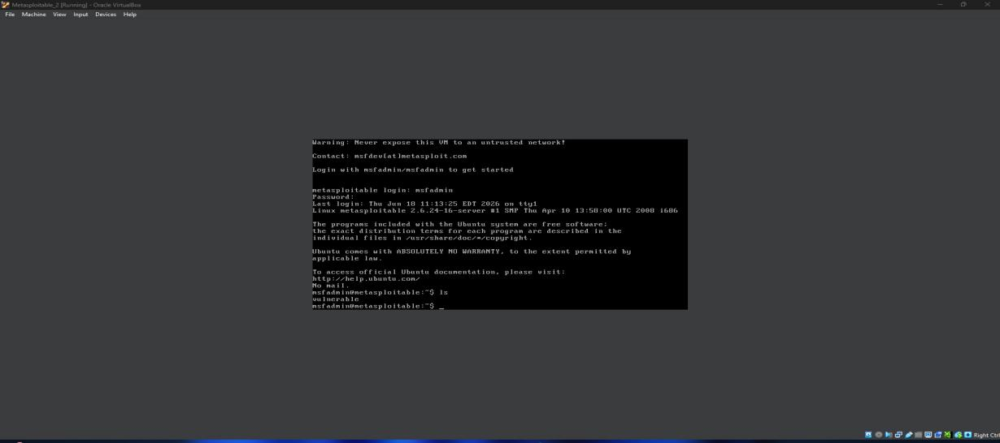 Metasploitable_2 [Running] - Oracle VirtualBox
File Machine View Input Devices Help
Warning: Never expose this VM to an untrusted network!
Contact: msfdev[at]metasploit.com
Login with msfadmin/msfadmin to get started
metasploitable login: msfadmin
Password:
Last login: Thu Jun 18 11:13:25 EDT 2026 on tty1
Linux metasploitable 2.6.24-16-server #1 SMP Thu Apr 10 13:58:00 UTC 2008 i686
The programs included with the Ubuntu system are free software;
the exact distribution terms for each program are described in the
individual files in /usr/share/doc/*/copyright.
Ubuntu comes with ABSOLUTELY NO WARRANTY, to the extent permitted by
applicable law.
To access official Ubuntu documentation, please visit:
http://help.ubuntu.com/
No mail.
msfadmin@metasploitable:~$ ls
vulnerable
msfadmin@metasploitable:~$ _
Right